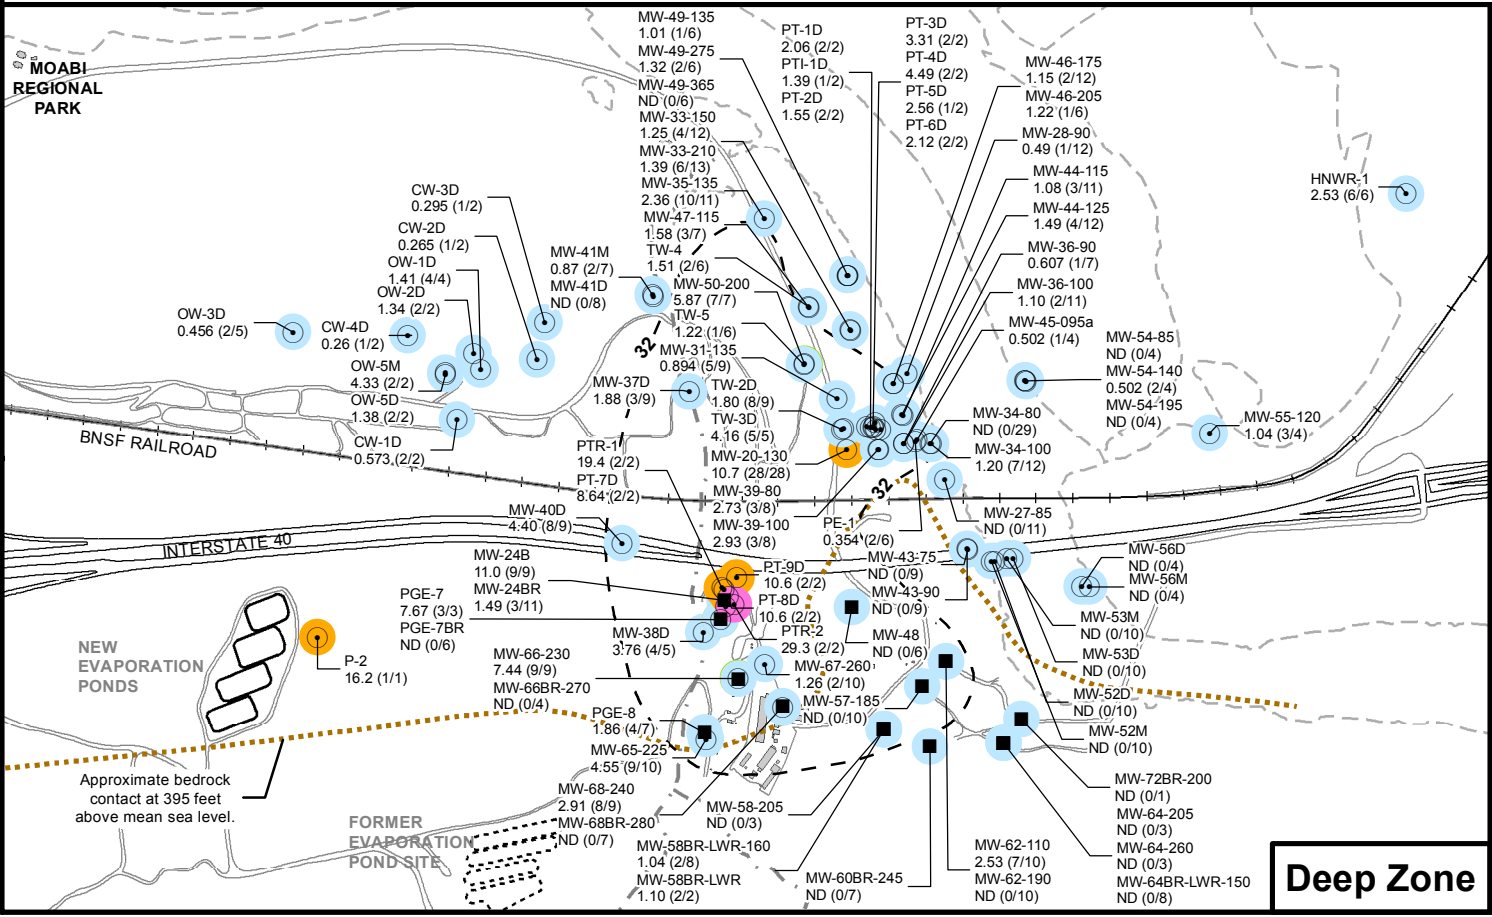 MOABI
REGIONAL
PARK
MW-49-135
1.01 (1/6)
MW-49-275
1.32 (2/6)
MW-49-365
ND (0/6)
MW-33-150
1.25 (4/12)
MW-33-210
1.39 (6/13)
MW-35-135
2.36 (10/11)
MW-47-115
1.58 (3/7)
TW-4
1.51 (2/6)
MW-50-200
5.87 (7/7)
TW-5
1.22 (1/6)
MW-31-135
0.894 (5/9)
PT-1D
2.06 (2/2)
PTI-1D
1.39 (1/2)
PT-2D
1.55 (2/2)
PT-3D
3.31 (2/2)
PT-4D
4.49 (2/2)
PT-5D
2.56 (1/2)
PT-6D
2.12 (2/2)
MW-46-175
1.15 (2/12)
MW-46-205
1.22 (1/6)
MW-28-90
0.49 (1/12)
MW-44-115
1.08 (3/11)
MW-44-125
1.49 (4/12)
MW-36-90
0.607 (1/7)
MW-36-100
1.10 (2/11)
MW-45-095a
0.502 (1/4)
HNWR-1
2.53 (6/6)
CW-3D
0.295 (1/2)
CW-2D
0.265 (1/2)
OW-1D
1.41 (4/4)
OW-2D
1.34 (2/2)
MW-41M
0.87 (2/7)
MW-41D
ND (0/8)
OW-3D
0.456 (2/5)
CW-4D
0.26 (1/2)
OW-5M
4.33 (2/2)
OW-5D
1.38 (2/2)
CW-1D
0.573 (2/2)
32
MW-37D
1.88 (3/9)
TW-2D
1.80 (8/9)
TW-3D
4.16 (5/5)
MW-20-130
10.7 (28/28)
MW-39-80
2.73 (3/8)
MW-39-100
2.93 (3/8)
MW-54-85
ND (0/4)
MW-54-140
0.502 (2/4)
MW-54-195
ND (0/4)
MW-55-120
1.04 (3/4)
MW-34-80
ND (0/29)
MW-34-100
1.20 (7/12)
BNSF RAILROAD
PTR-1
19.4 (2/2)
PT-7D
8.64 (2/2)
32
MW-27-85
ND (0/11)
MW-40D
4.40 (8/9)
PE-1
0.354 (2/6)
INTERSTATE 40
MW-24B
11.0 (9/9)
MW-24BR
1.49 (3/11)
MW-43-75
ND (0/9)
MW-43-90
ND (0/9)
MW-56D
ND (0/4)
MW-56M
ND (0/4)
PT-9D
10.6 (2/2)
PT-8D
10.6 (2/2)
PTR-2
29.3 (2/2)
PGE-7
7.67 (3/3)
PGE-7BR
ND (0/6)
MW-38D
3.76 (4/5)
MW-48
ND (0/6)
MW-53M
ND (0/10)
MW-53D
ND (0/10)
MW-52D
ND (0/10)
MW-52M
ND (0/10)
NEW
EVAPORATION
PONDS
P-2
16.2 (1/1)
MW-66-230
7.44 (9/9)
MW-66BR-270
ND (0/4)
MW-67-260
1.26 (2/10)
MW-57-185
ND (0/10)
PGE-8
1.86 (4/7)
MW-65-225
4.55 (9/10)
Approximate bedrock
contact at 395 feet
above mean sea level.
MW-68-240
2.91 (8/9)
MW-68BR-280
ND (0/7)
MW-58-205
ND (0/3)
FORMER
EVAPORATION
POND SITE
MW-58BR-LWR-160
1.04 (2/8)
MW-58BR-LWR
1.10 (2/2)
MW-60BR-245
ND (0/7)
MW-62-110
2.53 (7/10)
MW-62-190
ND (0/10)
MW-72BR-200
ND (0/1)
MW-64-205
ND (0/3)
MW-64-260
ND (0/3)
MW-64BR-LWR-150
ND (0/8)
Deep Zone